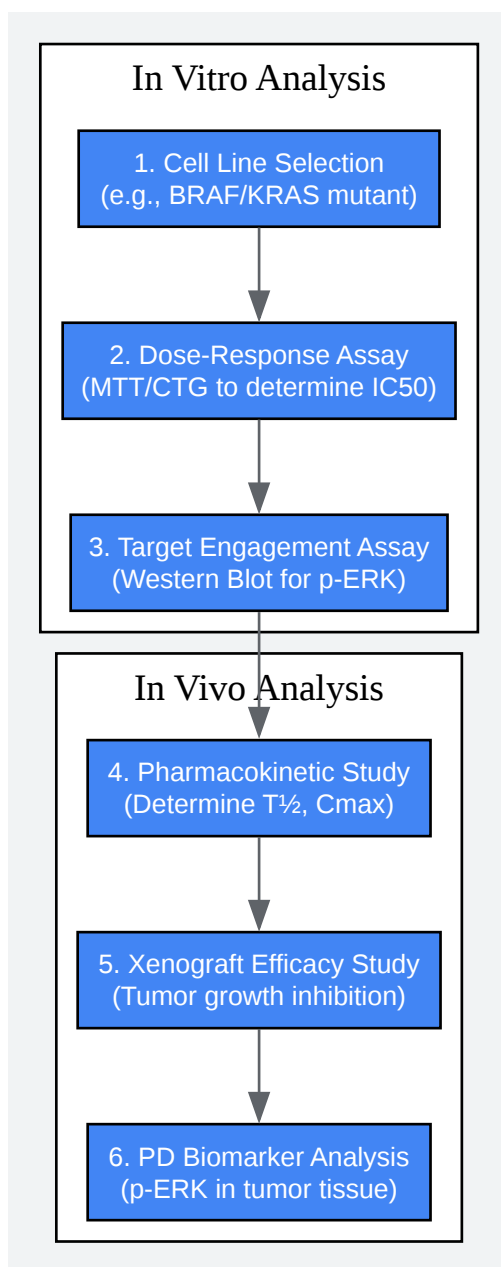 In Vitro Analysis
1. Cell Line Selection
(e.g., BRAF/KRAS mutant)
2. Dose-Response Assay
(MTT/CTG to determine IC50)
3. Target Engagement Assay
(Western Blot for p-ERK)
In Vivo Analysis
4. Pharmacokinetic Study
(Determine T½, Cmax)
5. Xenograft Efficacy Study
(Tumor growth inhibition)
6. PD Biomarker Analysis
(p-ERK in tumor tissue)